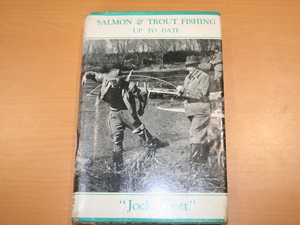 SALMON & TROUT FISHING
UP TO DATE
"Jock Scott"